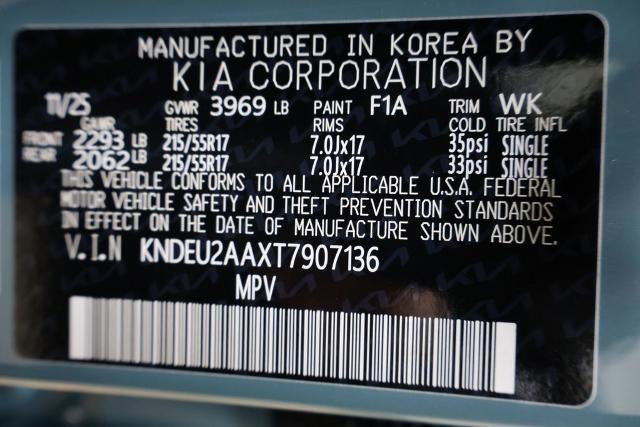 MANUFACTURED IN KOREA BY
KIA CORPORATION
11/25 GVWR 3969 LB PAINT F1A TRIM WK
GAWR TIRES RIMS COLD TIRE INFL
FRONT 2293 LB 215/55R17 7.0Jx17 35psi SINGLE
REAR 2062 LB 215/55R17 7.0Jx17 33psi SINGLE
THIS VEHICLE CONFORMS TO ALL APPLICABLE U.S.A. FEDERAL
MOTOR VEHICLE SAFETY AND THEFT PREVENTION STANDARDS
IN EFFECT ON THE DATE OF MANUFACTURE SHOWN ABOVE.
V.I.N KNDEU2AAXT7907136
MPV